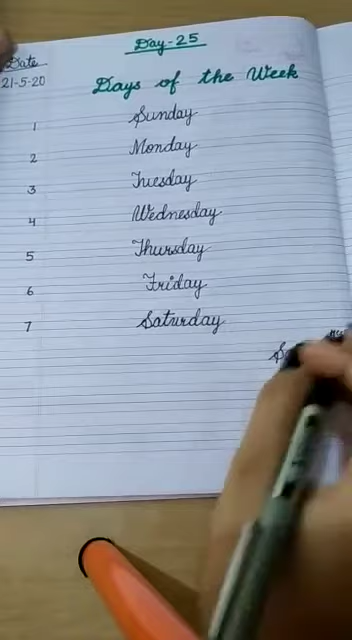 Day-25
Date
21-5-20
Days of the Week
1 Sunday
2 Monday
3 Tuesday
4 Wednesday
5 Thursday
6 Friday
7 Saturday